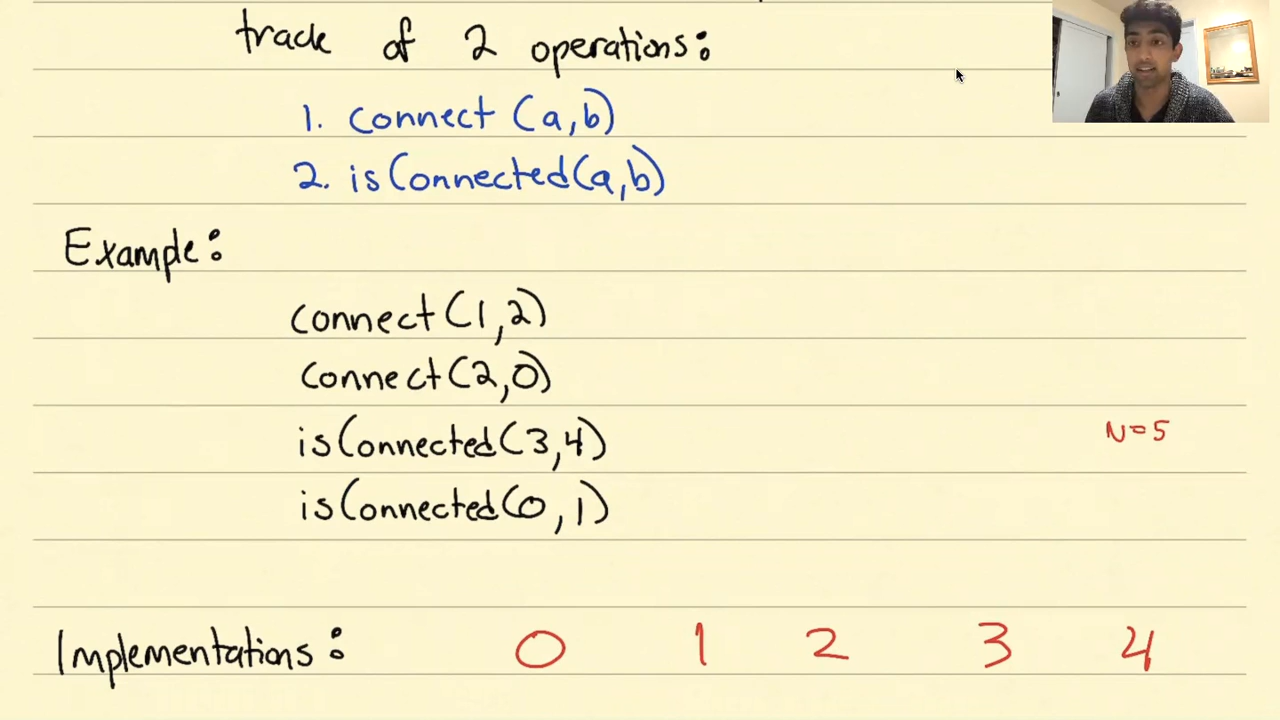 track of 2 operations:
1. connect (a,b)
2. isConnected(a,b)
Example:
connect(1,2)
connect(2,0)
isConnected(3,4)
N=5
isConnected(0,1)
Implementations: 0 1 2 3 4